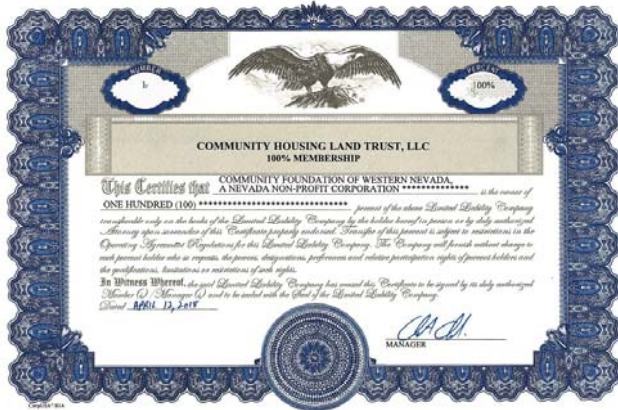 NUMBER
1
PERCENT
100%
COMMUNITY HOUSING LAND TRUST, LLC
100% MEMBERSHIP
COMMUNITY FOUNDATION OF WESTERN NEVADA,
This Certifies that A NEVADA NON-PROFIT CORPORATION *************** is the owner of
ONE HUNDRED (100) ****************************** percent of the above Limited Liability Company
transferable only on the books of the Limited Liability Company by the holder hereof in person or by duly authorized
Attorney upon surrender of this Certificate properly endorsed. Transfer of this percent is subject to restrictions in the
Operating Agreement/Regulations for this Limited Liability Company. The Company will furnish without charge to
each percent holder who so requests, the powers, designations, preferences and relative participation rights of percent holders and
the qualifications, limitations or restrictions of such rights.
In Witness Whereof, the said Limited Liability Company has caused this Certificate to be signed by its duly authorized
Member(s) / Manager(s) and to be sealed with the Seal of the Limited Liability Company.
Dated APRIL 12, 2018
MANAGER